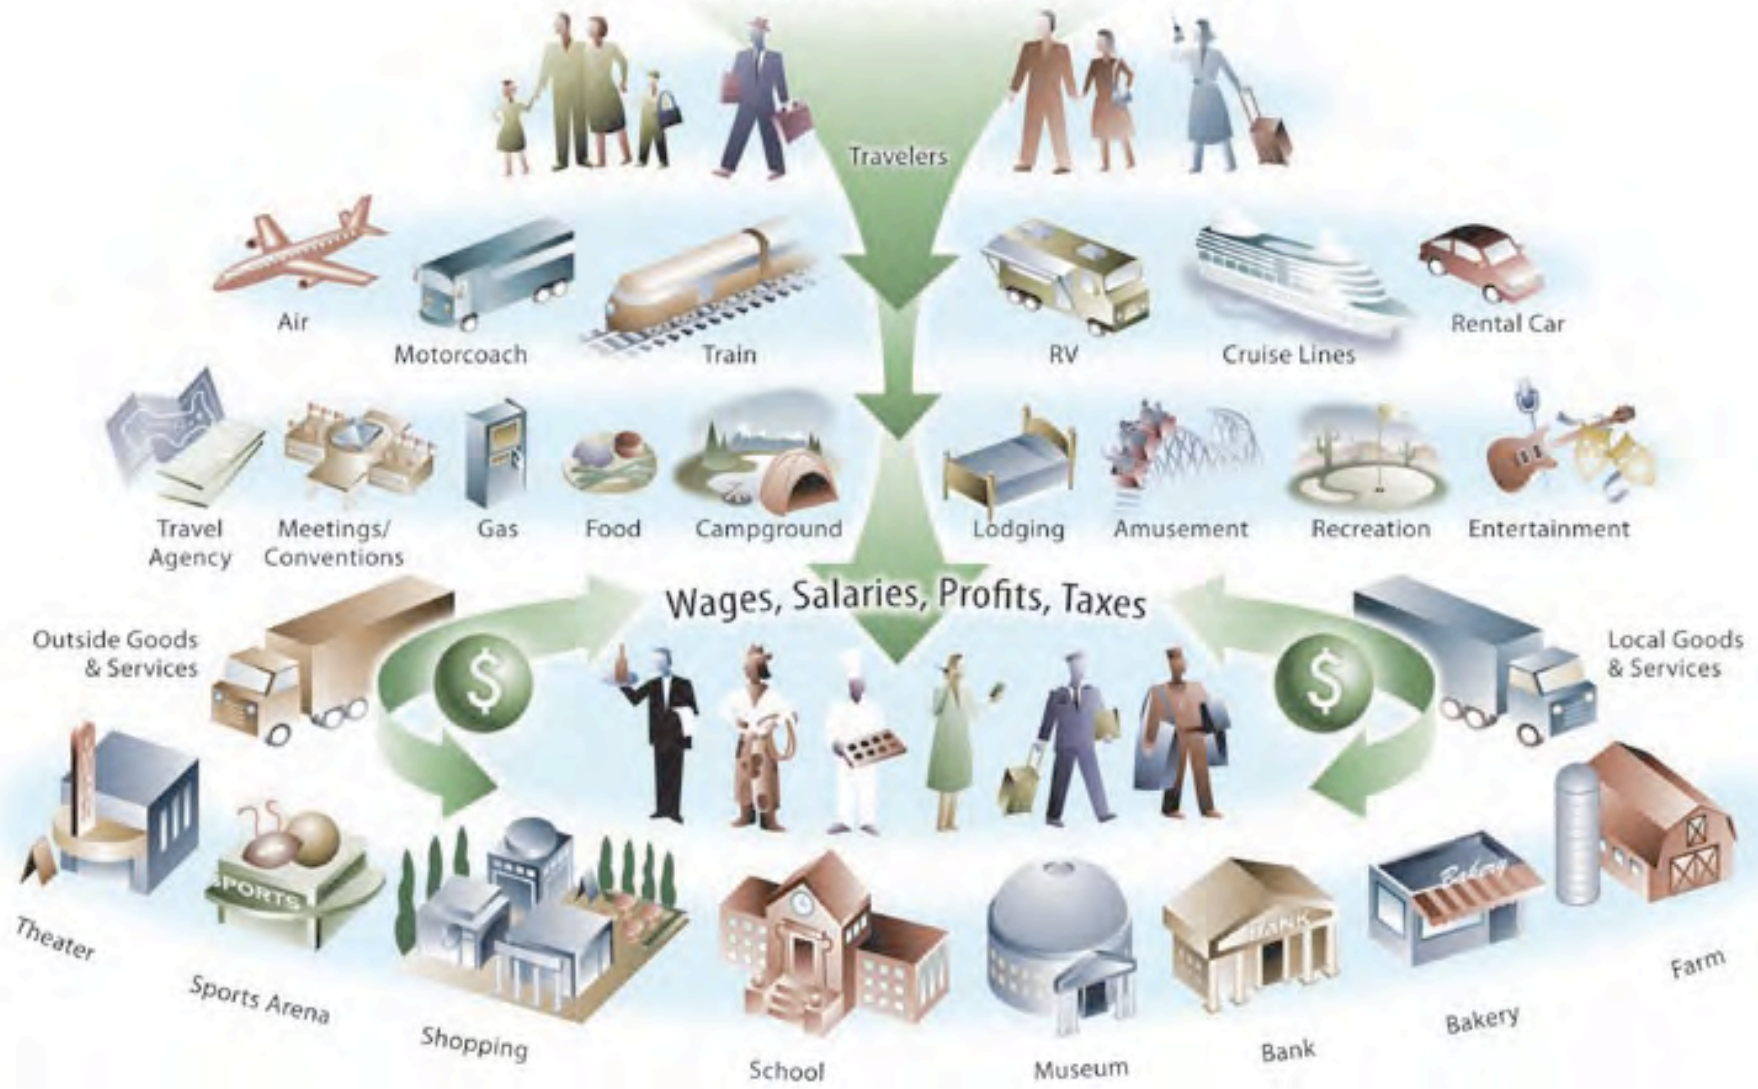 Travelers
Air
Motorcoach
Train
RV
Cruise Lines
Rental Car
Travel
Agency
Meetings/
Conventions
Gas
Food
Campground
Lodging
Amusement
Recreation
Entertainment
Wages, Salaries, Profits, Taxes
Outside Goods
& Services
$
$
Local Goods
& Services
SPORTS
BANK
Bakery
Theater
Sports Arena
Shopping
School
Museum
Bank
Bakery
Farm